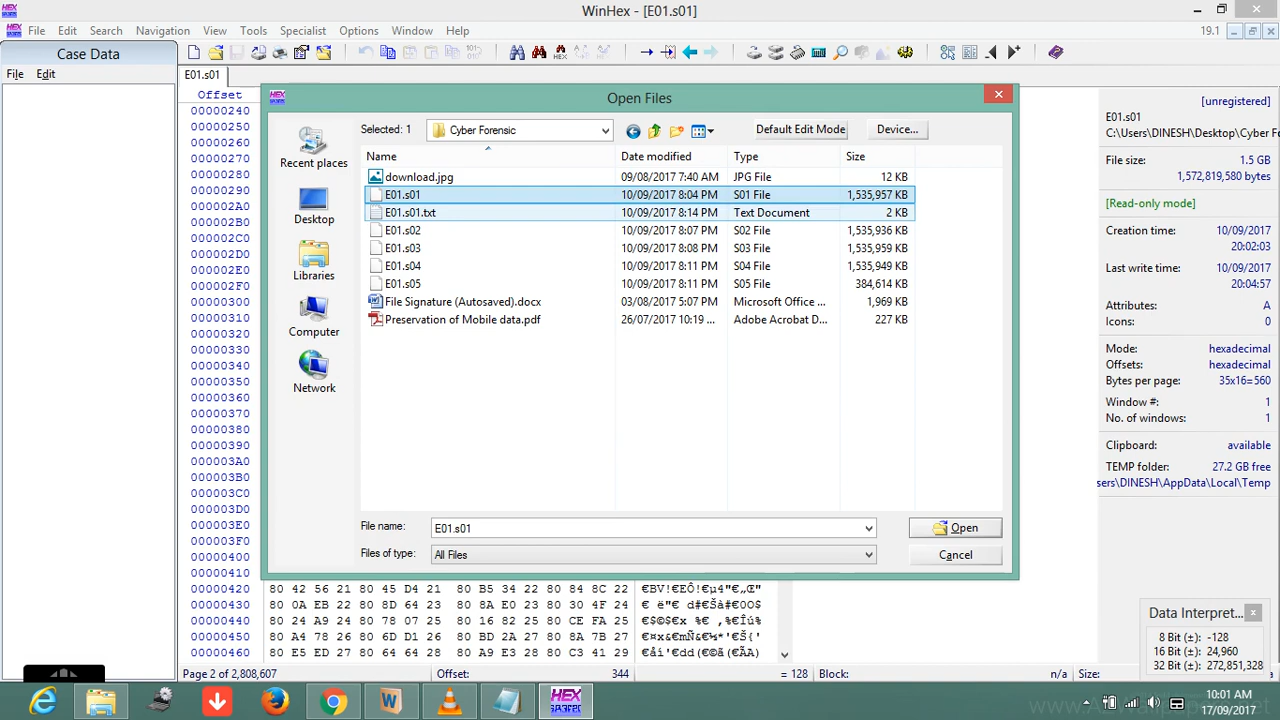 WinHex - [E01.s01]
File Edit Search Navigation View Tools Specialist Options Window Help 19.1
Case Data
File Edit
E01.s01
Offset
00000240
00000250
00000260
00000270
00000280
00000290
000002A0
000002B0
000002C0
000002D0
000002E0
000002F0
00000300
00000310
00000320
00000330
00000340
00000350
00000360
00000370
00000380
00000390
000003A0
000003B0
000003C0
000003D0
000003E0
000003F0
00000400
00000410
00000420 80 42 56 21 80 45 D4 21 80 B5 34 22 80 84 8C 22 €BV!€EÔ!€µ4"€„Œ"
00000430 80 0A EB 22 80 8D 64 23 80 8A E0 23 80 30 4F 24
00000440 80 24 A9 24 80 78 07 25 80 16 82 25 80 CE FA 25
00000450 80 A4 78 26 80 6D D1 26 80 BD 2A 27 80 8A 7B 27
00000460 80 E5 ED 27 80 64 64 28 80 A9 E3 28 80 C3 41 29
Page 2 of 2,808,607 Offset: 344 = 128 Block: n/a Size:
Open Files
Selected: 1 Cyber Forensic Default Edit Mode Device...
Recent places
Desktop
Libraries
Computer
Network
Name Date modified Type Size
download.jpg 09/08/2017 7:40 AM JPG File 12 KB
E01.s01 10/09/2017 8:04 PM S01 File 1,535,957 KB
E01.s01.txt 10/09/2017 8:14 PM Text Document 2 KB
E01.s02 10/09/2017 8:07 PM S02 File 1,535,936 KB
E01.s03 10/09/2017 8:08 PM S03 File 1,535,959 KB
E01.s04 10/09/2017 8:11 PM S04 File 1,535,949 KB
E01.s05 10/09/2017 8:11 PM S05 File 384,614 KB
File Signature (Autosaved).docx 03/08/2017 5:07 PM Microsoft Office ... 1,969 KB
Preservation of Mobile data.pdf 26/07/2017 10:19 ... Adobe Acrobat D... 227 KB
File name: E01.s01 Open
Files of type: All Files Cancel
[unregistered]
E01.s01
C:\Users\DINESH\Desktop\Cyber F
File size: 1.5 GB
1,572,819,580 bytes
[Read-only mode]
Creation time: 10/09/2017
20:02:03
Last write time: 10/09/2017
20:04:57
Attributes: A
Icons: 0
Mode: hexadecimal
Offsets: hexadecimal
Bytes per page: 35x16=560
Window #: 1
No. of windows: 1
Clipboard: available
TEMP folder: 27.2 GB free
ers\DINESH\AppData\Local\Temp
Data Interpret...
8 Bit (±): -128
16 Bit (±): 24,960
32 Bit (±): 272,851,328
10:01 AM
17/09/2017